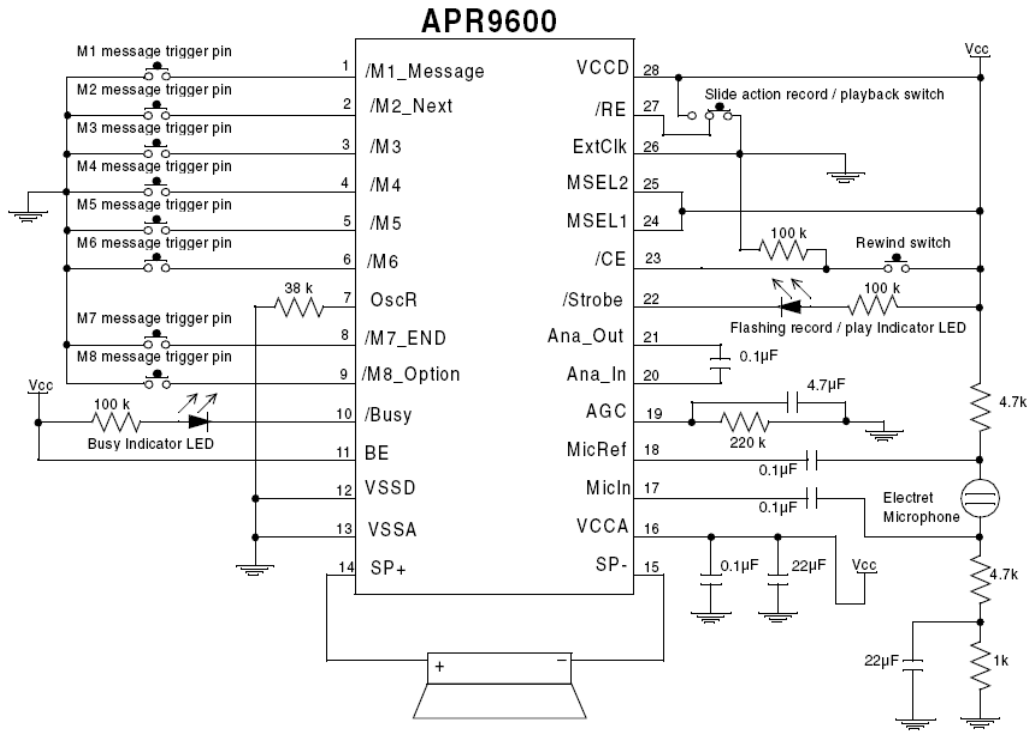 APR9600
M1 message trigger pin
M2 message trigger pin
M3 message trigger pin
M4 message trigger pin
M5 message trigger pin
M6 message trigger pin
38 k
M7 message trigger pin
M8 message trigger pin
Vcc
100 k
Busy Indicator LED
1 /M1_Message
2 /M2_Next
3 /M3
4 /M4
5 /M5
6 /M6
7 OscR
8 /M7_END
9 /M8_Option
10 /Busy
11 BE
12 VSSD
13 VSSA
14 SP+
VCCD 28
/RE 27
ExtClk 26
MSEL2 25
MSEL1 24
/CE 23
/Strobe 22
Ana_Out 21
Ana_In 20
AGC 19
MicRef 18
MicIn 17
VCCA 16
SP- 15
Vcc
Slide action record / playback switch
100 k
Rewind switch
100 k
Flashing record / play Indicator LED
0.1µF
4.7µF
220 k
4.7k
0.1µF
0.1µF
Electret
Microphone
0.1µF
22µF
Vcc
4.7k
22µF
1k
+ −